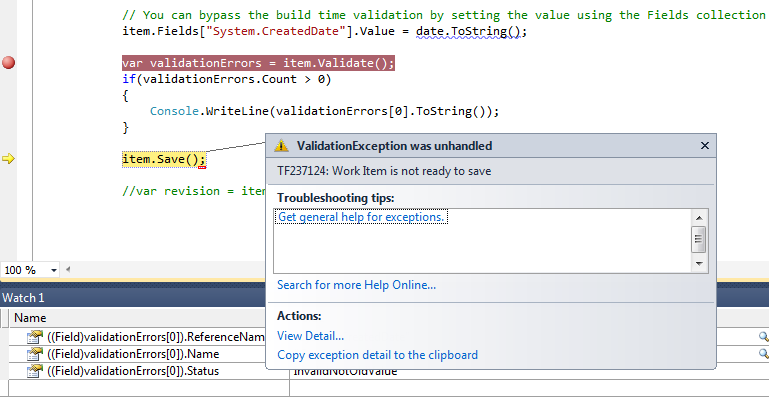 // You can bypass the build time validation by setting the value using the Fields collection
item.Fields["System.CreatedDate"].Value = date.ToString();
var validationErrors = item.Validate();
if(validationErrors.Count > 0)
{
Console.WriteLine(validationErrors[0].ToString());
}
item.Save();
//var revision = item
ValidationException was unhandled
TF237124: Work Item is not ready to save
Troubleshooting tips:
Get general help for exceptions.
Search for more Help Online...
Actions:
View Detail...
Copy exception detail to the clipboard
100 %
Watch 1
Name
((Field)validationErrors[0]).ReferenceNam
((Field)validationErrors[0]).Name
((Field)validationErrors[0]).Status
InvalidNotOldValue